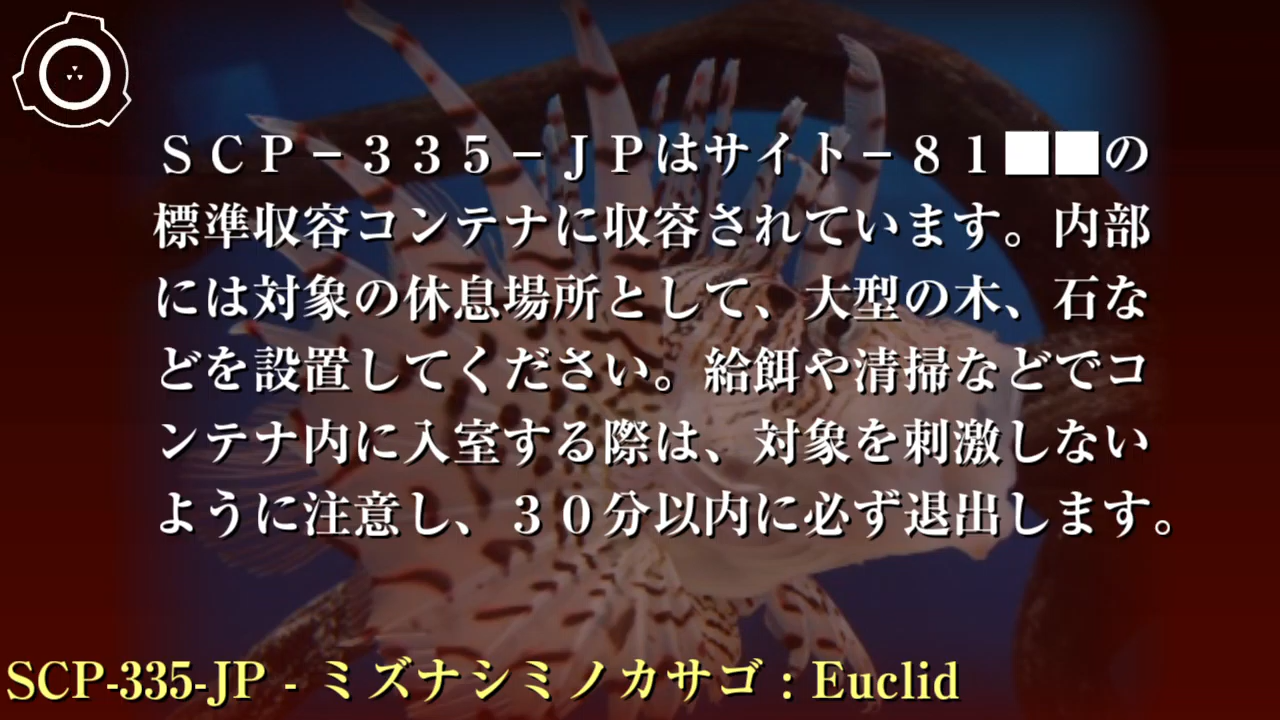 ＳＣＰ－３３５－ＪＰはサイト－８１██の
標準収容コンテナに収容されています。内部
には対象の休息場所として、大型の木、石な
どを設置してください。給餌や清掃などでコ
ンテナ内に入室する際は、対象を刺激しない
ように注意し、３０分以内に必ず退出します。
SCP-335-JP - ミズナシミノカサゴ : Euclid